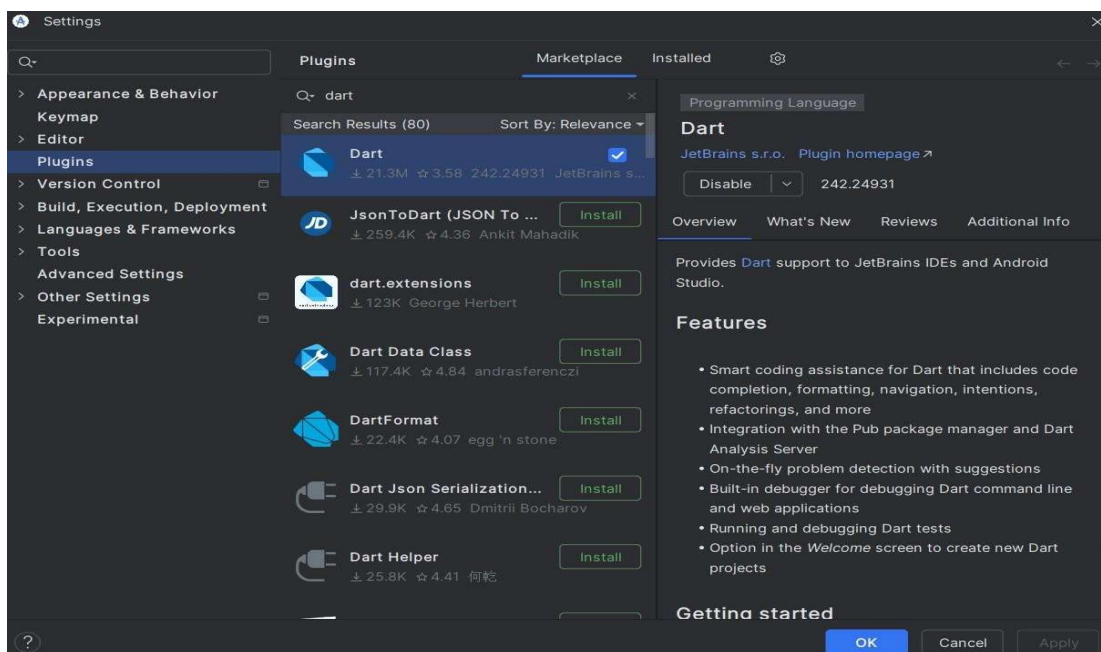 Settings
Plugins
Marketplace
Installed
> Appearance & Behavior
Keymap
> Editor
Plugins
> Version Control
> Build, Execution, Deployment
> Languages & Frameworks
> Tools
Advanced Settings
> Other Settings
Experimental
dart
Search Results (80) Sort By: Relevance
Dart
21.3M 3.58 242.24931 JetBrains s...
JsonToDart (JSON To ... Install
259.4K 4.36 Ankit Mahadik
dart.extensions Install
123K George Herbert
Dart Data Class Install
117.4K 4.84 andrasferenczi
DartFormat Install
22.4K 4.07 egg 'n stone
Dart Json Serialization... Install
29.9K 4.65 Dmitrii Bocharov
Dart Helper Install
25.8K 4.41 何乾
Programming Language
Dart
JetBrains s.r.o. Plugin homepage ↗
Disable 242.24931
Overview What's New Reviews Additional Info
Provides Dart support to JetBrains IDEs and Android
Studio.
Features
• Smart coding assistance for Dart that includes code
completion, formatting, navigation, intentions,
refactorings, and more
• Integration with the Pub package manager and Dart
Analysis Server
• On-the-fly problem detection with suggestions
• Built-in debugger for debugging Dart command line
and web applications
• Running and debugging Dart tests
• Option in the Welcome screen to create new Dart
projects
Getting started
? OK Cancel Apply